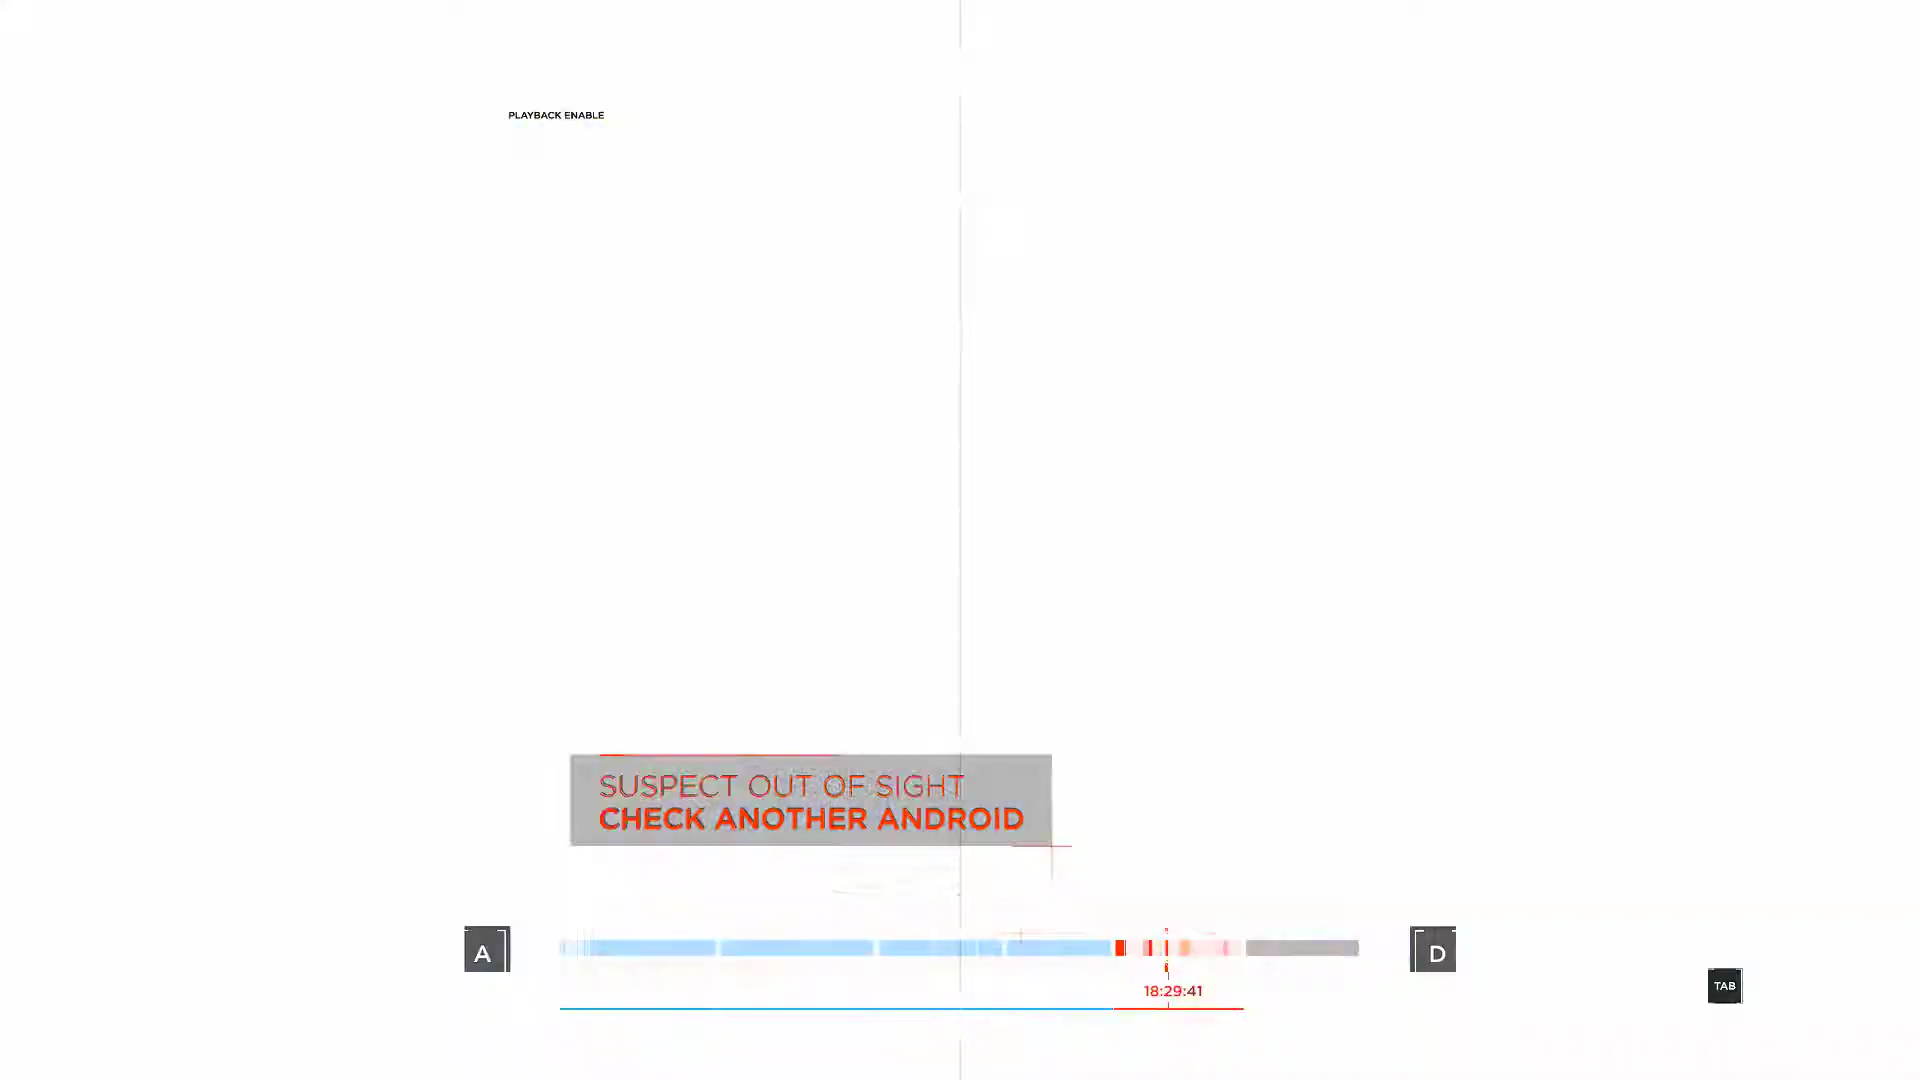 PLAYBACK ENABLE
SUSPECT OUT OF SIGHT
CHECK ANOTHER ANDROID
A
D
18:29:41
TAB